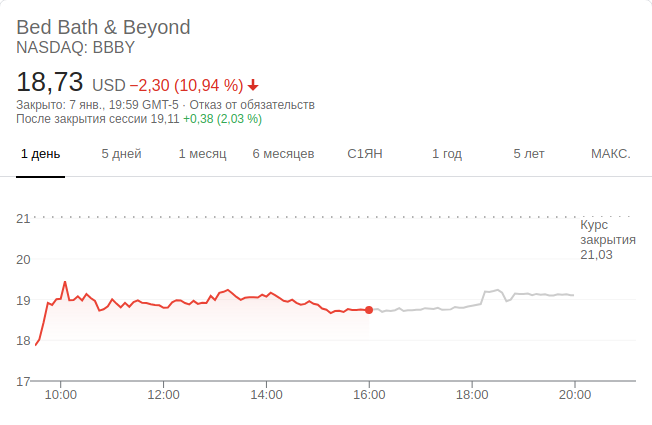 Bed Bath & Beyond
NASDAQ: BBBY
18,73 USD −2,30 (10,94 %)
Закрыто: 7 янв., 19:59 GMT-5 · Отказ от обязательств
После закрытия сессии 19,11 +0,38 (2,03 %)
1 день 5 дней 1 месяц 6 месяцев С1ЯН 1 год 5 лет МАКС.
21
Курс
закрытия
21,03
20
19
18
17
10:00 12:00 14:00 16:00 18:00 20:00